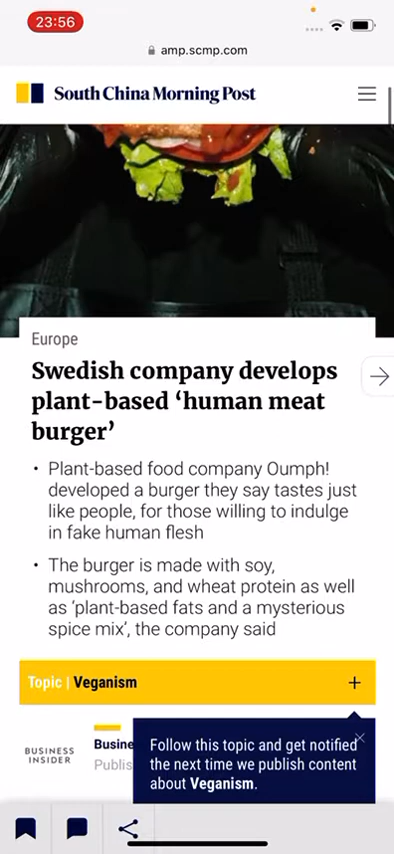 23:56
amp.scmp.com
South China Morning Post
Europe
Swedish company develops
plant-based ‘human meat
burger’
• Plant-based food company Oumph!
developed a burger they say tastes just
like people, for those willing to indulge
in fake human flesh
• The burger is made with soy,
mushrooms, and wheat protein as well
as ‘plant-based fats and a mysterious
spice mix’, the company said
Topic | Veganism +
BUSINESS
INSIDER
Busine
Publis
Follow this topic and get notified
the next time we publish content
about Veganism.